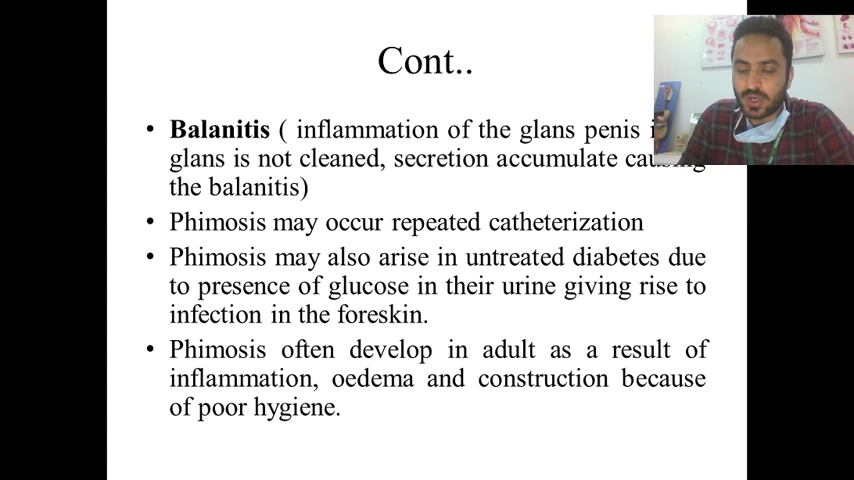 Cont..
• Balanitis ( inflammation of the glans penis
glans is not cleaned, secretion accumulate causing
the balanitis)
• Phimosis may occur repeated catheterization
• Phimosis may also arise in untreated diabetes due
to presence of glucose in their urine giving rise to
infection in the foreskin.
• Phimosis often develop in adult as a result of
inflammation, oedema and construction because
of poor hygiene.